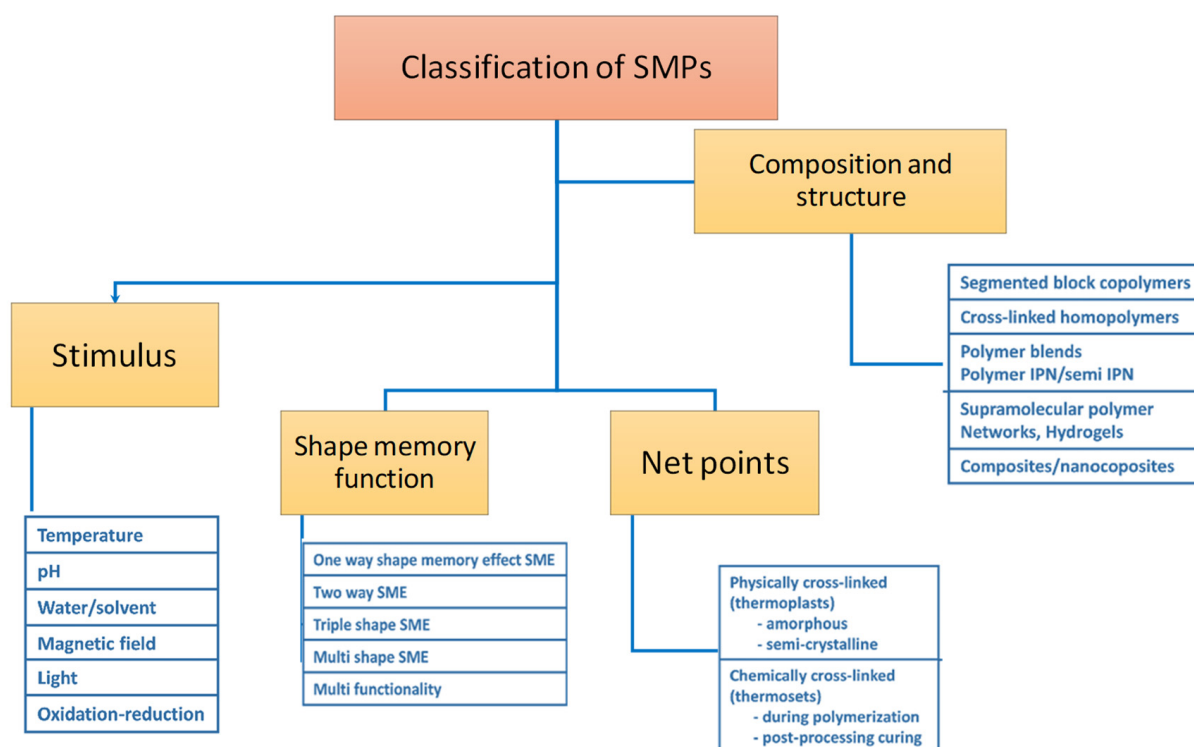 Classification of SMPs
Composition and
structure
Segmented block copolymers
Cross-linked homopolymers
Polymer blends
Polymer IPN/semi IPN
Supramolecular polymer
Networks, Hydrogels
Composites/nanocoposites
Stimulus
Temperature
pH
Water/solvent
Magnetic field
Light
Oxidation-reduction
Shape memory
function
One way shape memory effect SME
Two way SME
Triple shape SME
Multi shape SME
Multi functionality
Net points
Physically cross-linked
(thermoplasts)
- amorphous
- semi-crystalline
Chemically cross-linked
(thermosets)
- during polymerization
- post-processing curing